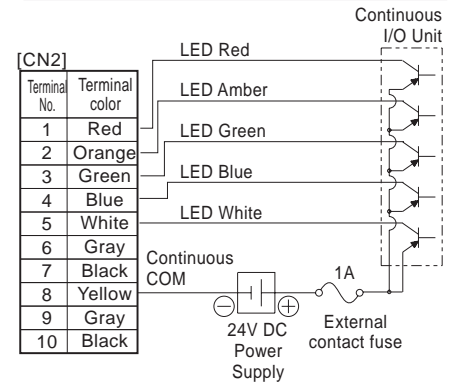 Continuous
I/O Unit
[CN2]
Terminal No. Terminal color
1 Red
2 Orange
3 Green
4 Blue
5 White
6 Gray
7 Black
8 Yellow
9 Gray
10 Black
LED Red
LED Amber
LED Green
LED Blue
LED White
Continuous
COM
1A
24V DC
Power
Supply
External
contact fuse